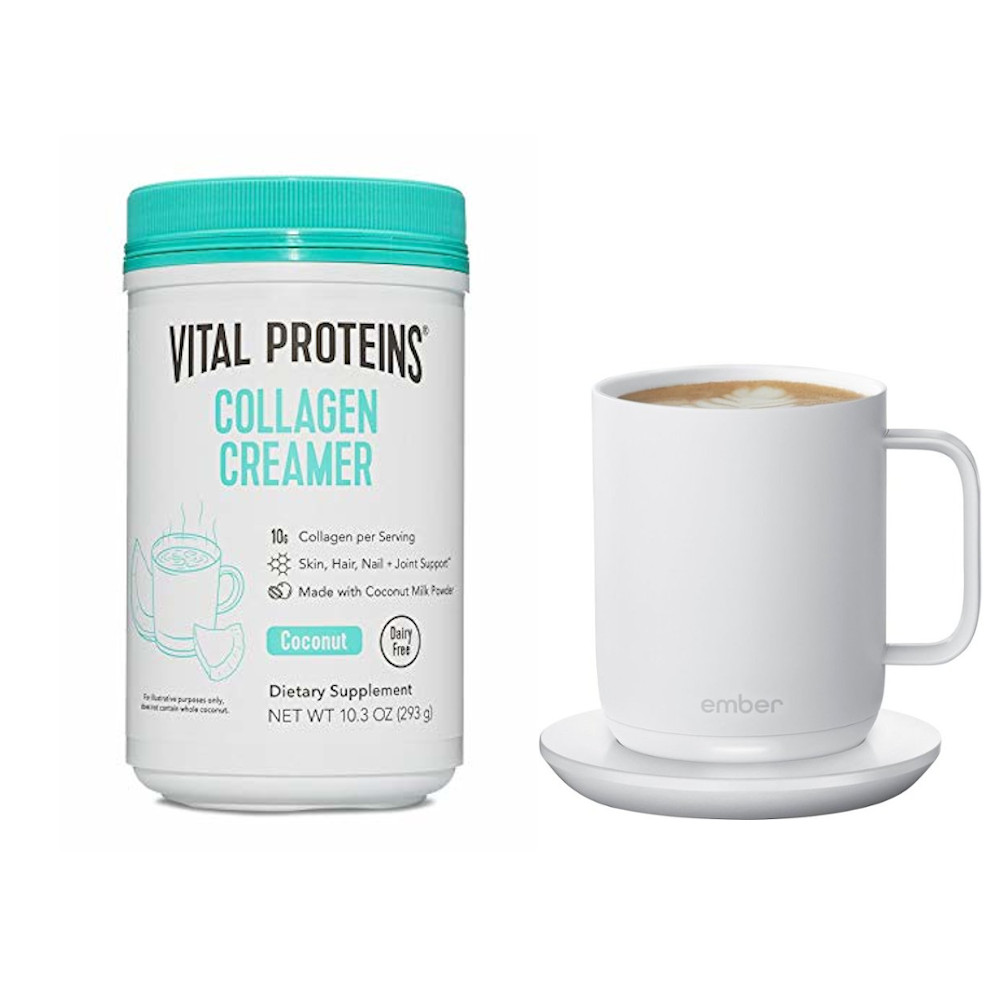 VITAL PROTEINS®
COLLAGEN
CREAMER
10g Collagen per Serving
Skin, Hair, Nail + Joint Support*
Made with Coconut Milk Powder
Coconut
Dairy
Free
For illustrative purposes only,
does not contain whole coconut.
Dietary Supplement
NET WT 10.3 OZ (293 g)
ember